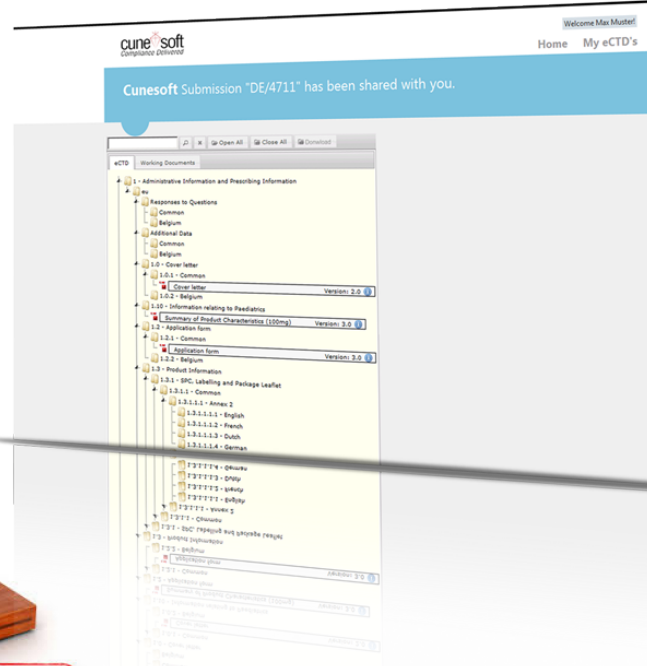 Welcome Max Muster!
cunesoft
Compliance Delivered
Home My eCTD's
Cunesoft Submission "DE/4711" has been shared with you.
Open All Close All Download
eCTD Working Documents
1 - Administrative Information and Prescribing Information
eu
Responses to Questions
Common
Belgium
Additional Data
Common
Belgium
1.0 - Cover letter
1.0.1 - Common
Cover letter Version: 2.0
1.0.2 - Belgium
1.10 - Information relating to Paediatrics
Summary of Product Characteristics (100mg) Version: 3.0
1.2 - Application form
1.2.1 - Common
Application form Version: 3.0
1.2.2 - Belgium
1.3 - Product Information
1.3.1 - SPC, Labelling and Package Leaflet
1.3.1.1 - Common
1.3.1.1.1 - Annex 2
1.3.1.1.1.1 - English
1.3.1.1.1.2 - French
1.3.1.1.1.3 - Dutch
1.3.1.1.1.4 - German